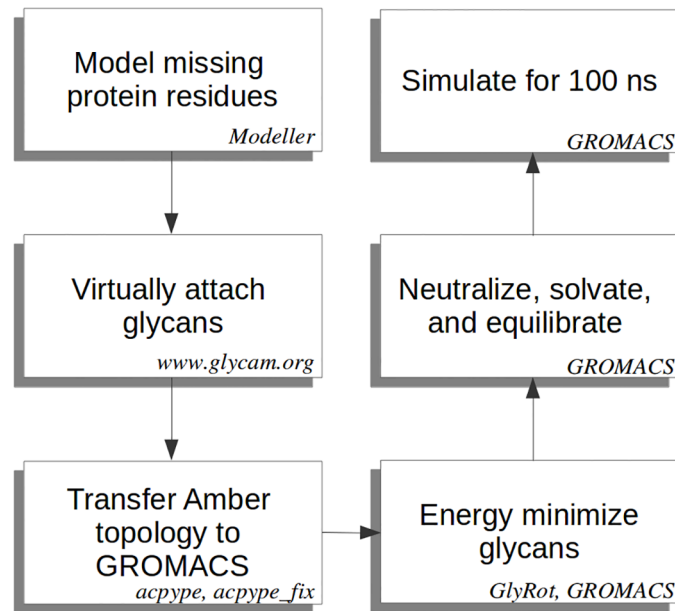 Model missing
protein residues
Modeller
Virtually attach
glycans
www.glycam.org
Transfer Amber
topology to
GROMACS
acpype, acpype_fix
Energy minimize
glycans
GlyRot, GROMACS
Neutralize, solvate,
and equilibrate
GROMACS
Simulate for 100 ns
GROMACS